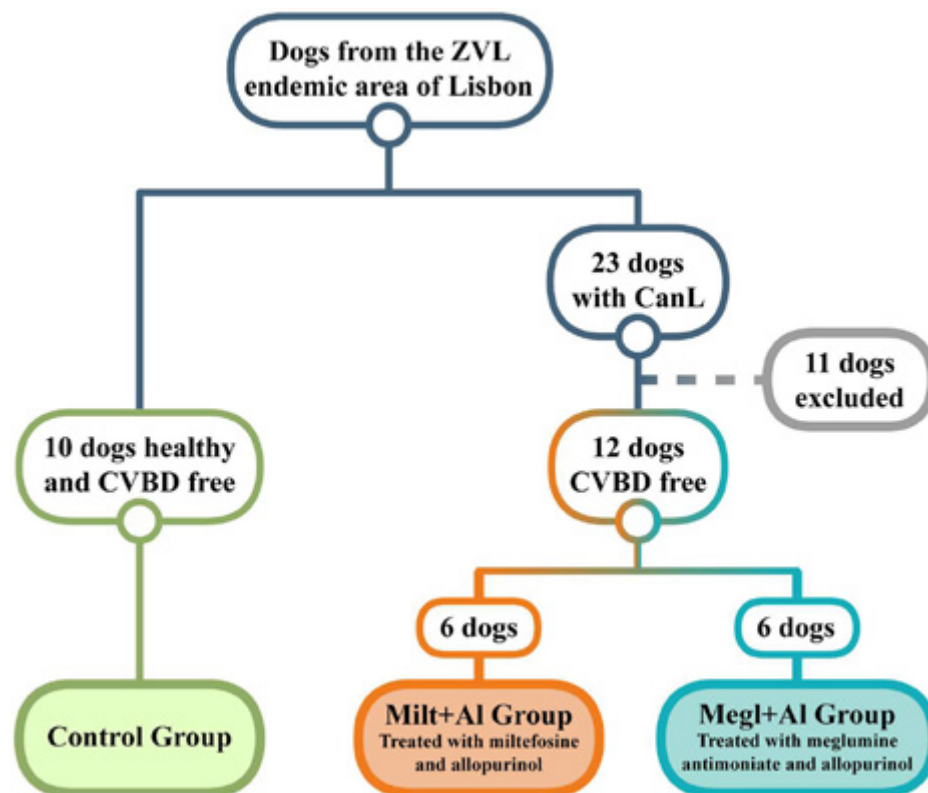 Dogs from the ZVL
endemic area of Lisbon
23 dogs
with CanL
11 dogs
excluded
10 dogs healthy
and CVBD free
12 dogs
CVBD free
6 dogs
6 dogs
Control Group
Milt+Al Group
Treated with miltefosine
and allopurinol
Megl+Al Group
Treated with meglumine
antimoniate and allopurinol